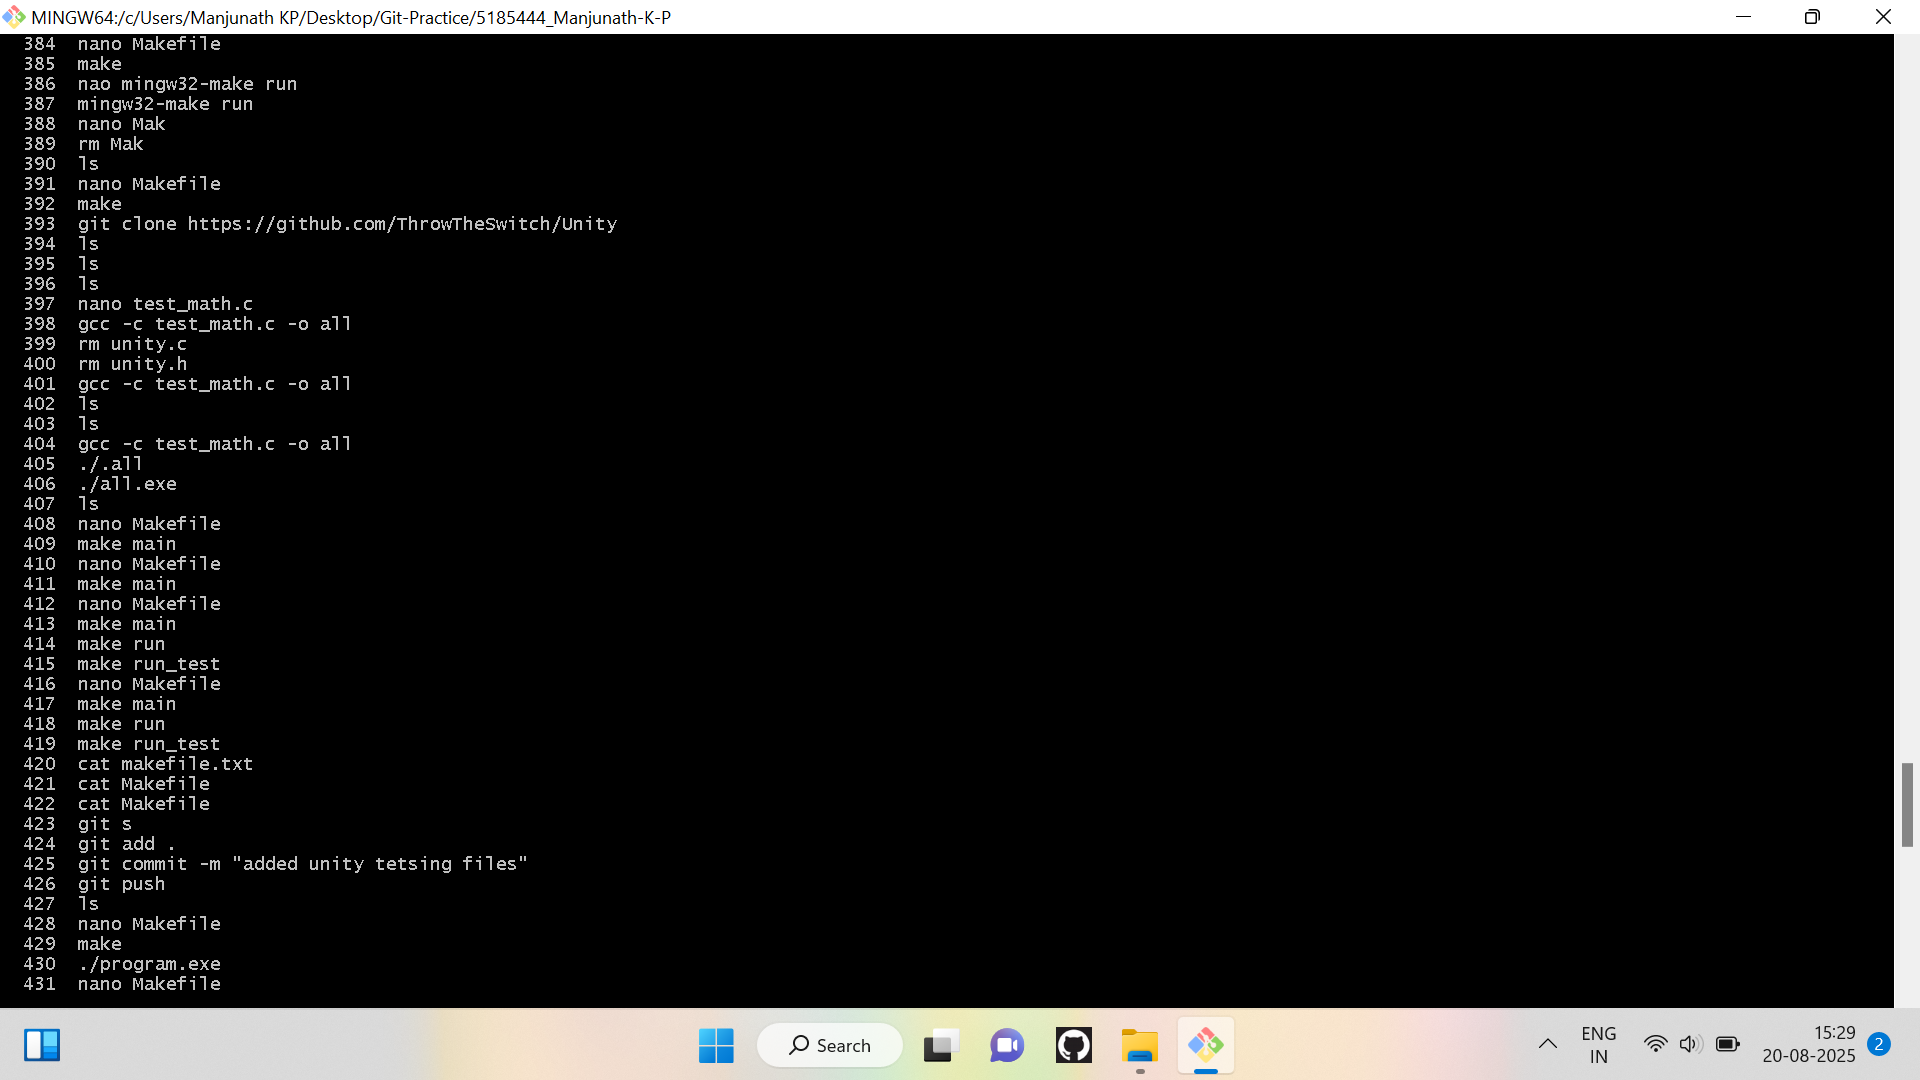 MINGW64:/c/Users/Manjunath KP/Desktop/Git-Practice/5185444_Manjunath-K-P
384 nano Makefile
385 make
386 nao mingw32-make run
387 mingw32-make run
388 nano Mak
389 rm Mak
390 ls
391 nano Makefile
392 make
393 git clone https://github.com/ThrowTheSwitch/Unity
394 ls
395 ls
396 ls
397 nano test_math.c
398 gcc -c test_math.c -o all
399 rm unity.c
400 rm unity.h
401 gcc -c test_math.c -o all
402 ls
403 ls
404 gcc -c test_math.c -o all
405 ./.all
406 ./all.exe
407 ls
408 nano Makefile
409 make main
410 nano Makefile
411 make main
412 nano Makefile
413 make main
414 make run
415 make run_test
416 nano Makefile
417 make main
418 make run
419 make run_test
420 cat makefile.txt
421 cat Makefile
422 cat Makefile
423 git s
424 git add .
425 git commit -m "added unity tetsing files"
426 git push
427 ls
428 nano Makefile
429 make
430 ./program.exe
431 nano Makefile
Search
ENG
IN
15:29
20-08-2025
2